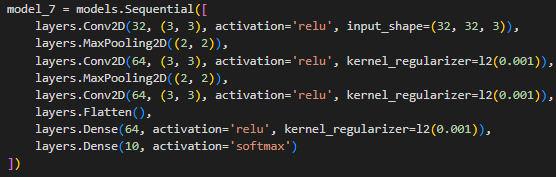 model_7 = models.Sequential([
    layers.Conv2D(32, (3, 3), activation='relu', input_shape=(32, 32, 3)),
    layers.MaxPooling2D((2, 2)),
    layers.Conv2D(64, (3, 3), activation='relu', kernel_regularizer=l2(0.001)),
    layers.MaxPooling2D((2, 2)),
    layers.Conv2D(64, (3, 3), activation='relu', kernel_regularizer=l2(0.001)),
    layers.Flatten(),
    layers.Dense(64, activation='relu', kernel_regularizer=l2(0.001)),
    layers.Dense(10, activation='softmax')
])